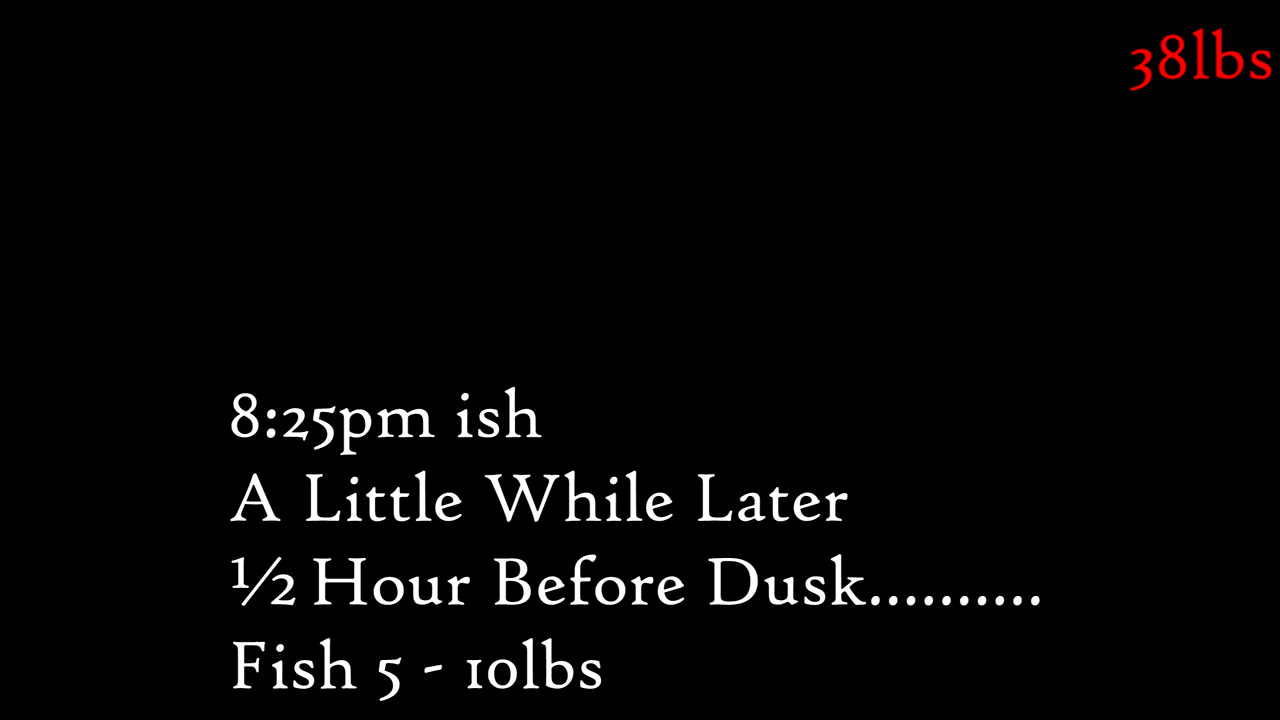 38lbs
8:25pm ish
A Little While Later
½ Hour Before Dusk..........
Fish 5 - 10lbs